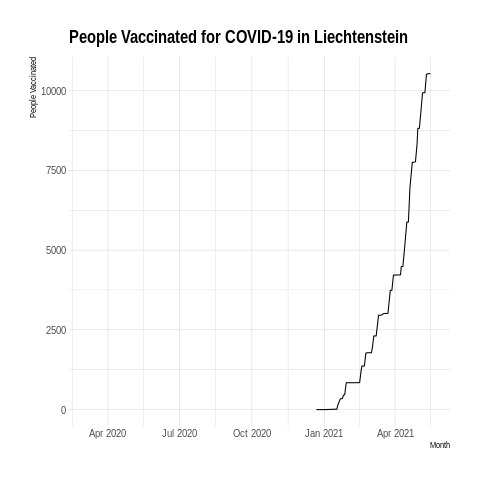 People Vaccinated for COVID-19 in Liechtenstein
People Vaccinated
10000
7500
5000
2500
0
Apr 2020 Jul 2020 Oct 2020 Jan 2021 Apr 2021
Month